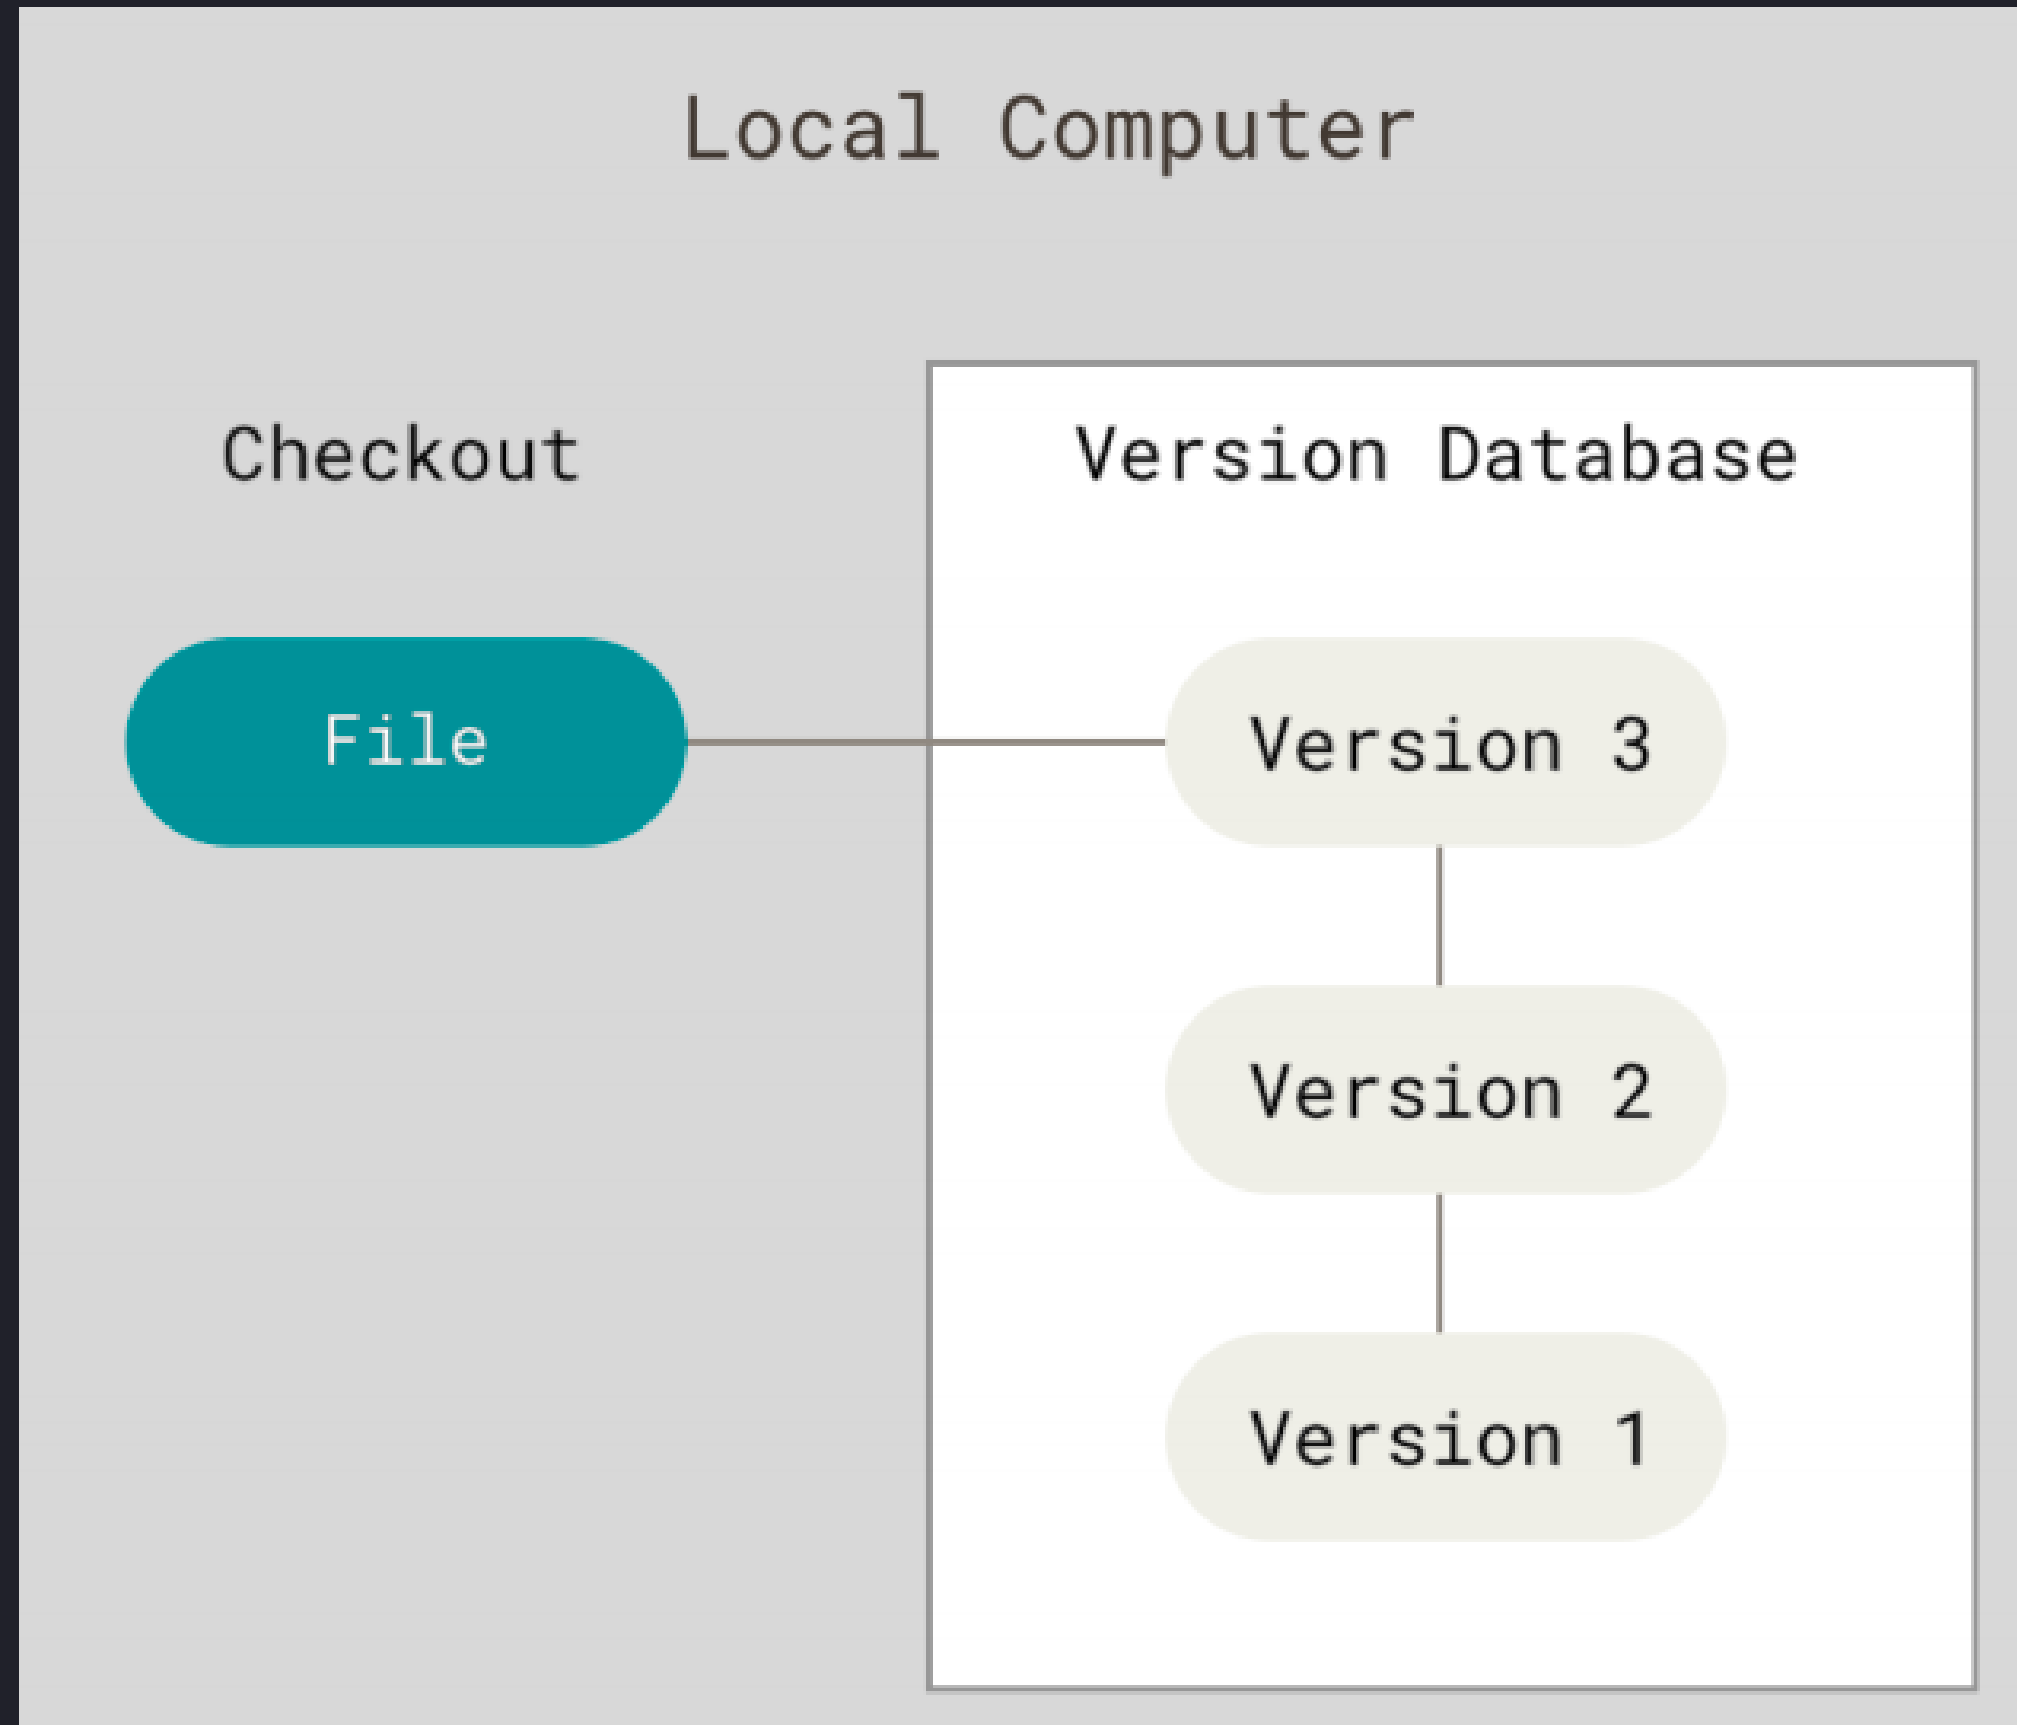 Local Computer
Checkout
Version Database
File
Version 3
Version 2
Version 1